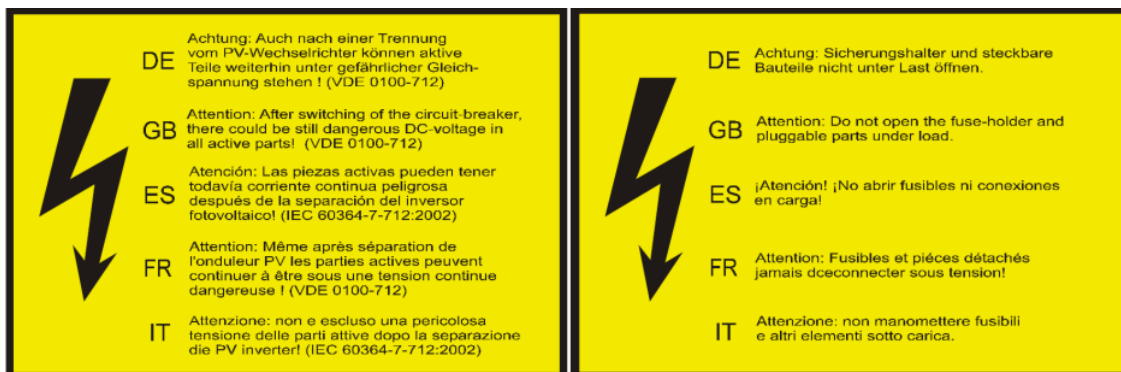 DE
Achtung: Auch nach einer Trennung
vom PV-Wechselrichter können aktive
Teile weiterhin unter gefährlicher Gleich-
spannung stehen ! (VDE 0100-712)
GB
Attention: After switching of the circuit-breaker,
there could be still dangerous DC-voltage in
all active parts! (VDE 0100-712)
ES
Atención: Las piezas activas pueden tener
todavía corriente continua peligrosa
después de la separación del inversor
fotovoltaico! (IEC 60364-7-712:2002)
FR
Attention: Même après séparation de
l'onduleur PV les parties actives peuvent
continuer à être sous une tension continue
dangereuse ! (VDE 0100-712)
IT
Attenzione: non e escluso una pericolosa
tensione delle parti attive dopo la separazione
die PV inverter! (IEC 60364-7-712:2002)
DE
Achtung: Sicherungshalter und steckbare
Bauteile nicht unter Last öffnen.
GB
Attention: Do not open the fuse-holder and
pluggable parts under load.
ES
¡Atención! ¡No abrir fusibles ni conexiones
en carga!
FR
Attention: Fusibles et piéces détachés
jamais dceconnecter sous tension!
IT
Attenzione: non manomettere fusibili
e altri elementi sotto carica.